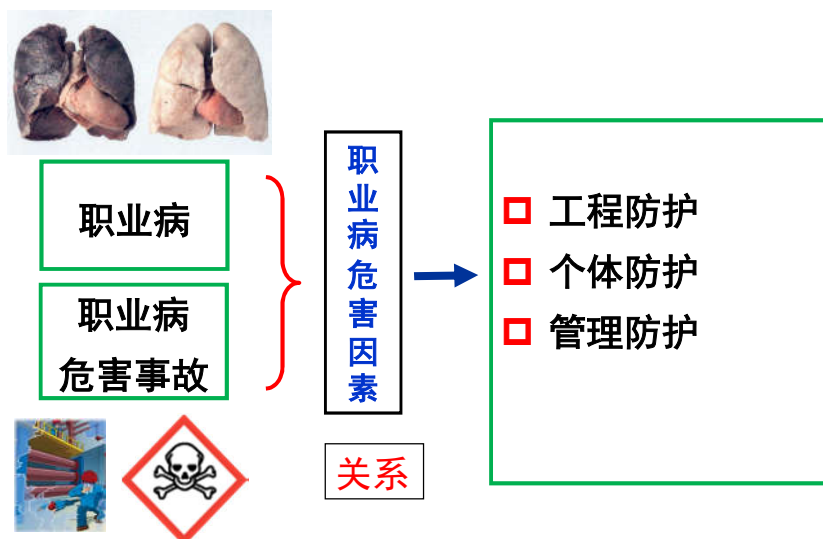 职业病
职业病
危害事故
职业病危害因素
关系
工程防护
个体防护
管理防护